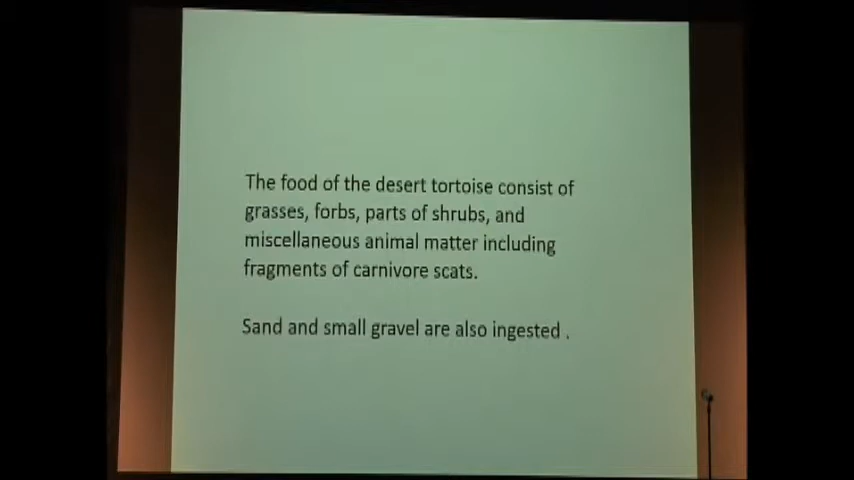 The food of the desert tortoise consist of
grasses, forbs, parts of shrubs, and
miscellaneous animal matter including
fragments of carnivore scats.
Sand and small gravel are also ingested .